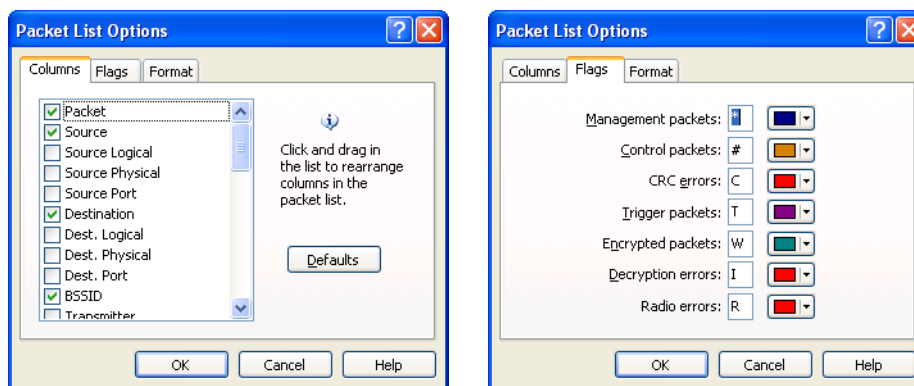 Packet List Options
Columns Flags Format
Packet
Source
Source Logical
Source Physical
Source Port
Destination
Dest. Logical
Dest. Physical
Dest. Port
BSSID
Transmitter
Click and drag in
the list to rearrange
columns in the
packet list.
Defaults
OK Cancel Help
Packet List Options
Columns Flags Format
Management packets: *
Control packets: #
CRC errors: C
Trigger packets: T
Encrypted packets: W
Decryption errors: I
Radio errors: R
OK Cancel Help